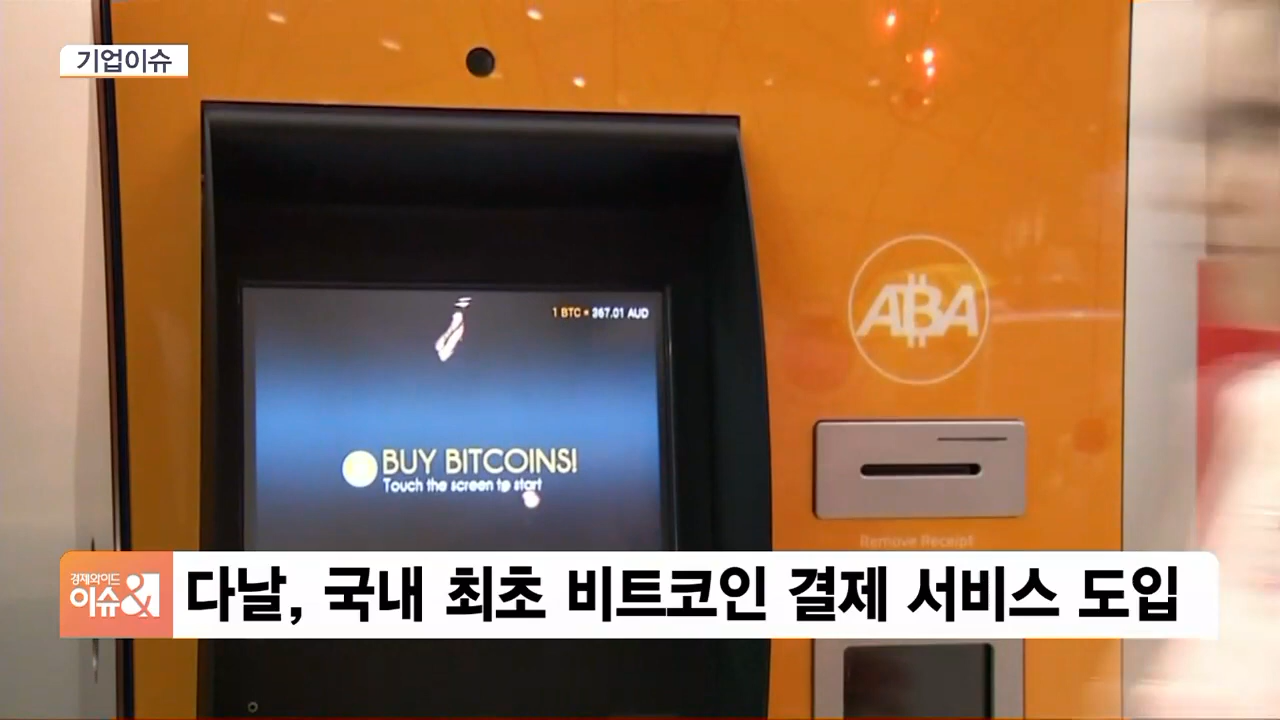 기업이슈
1 BTC = 367.01 AUD
ABA
BUY BITCOINS!
Touch the screen to start
Remove Receipt
경제와이드
이슈&
다날, 국내 최초 비트코인 결제 서비스 도입